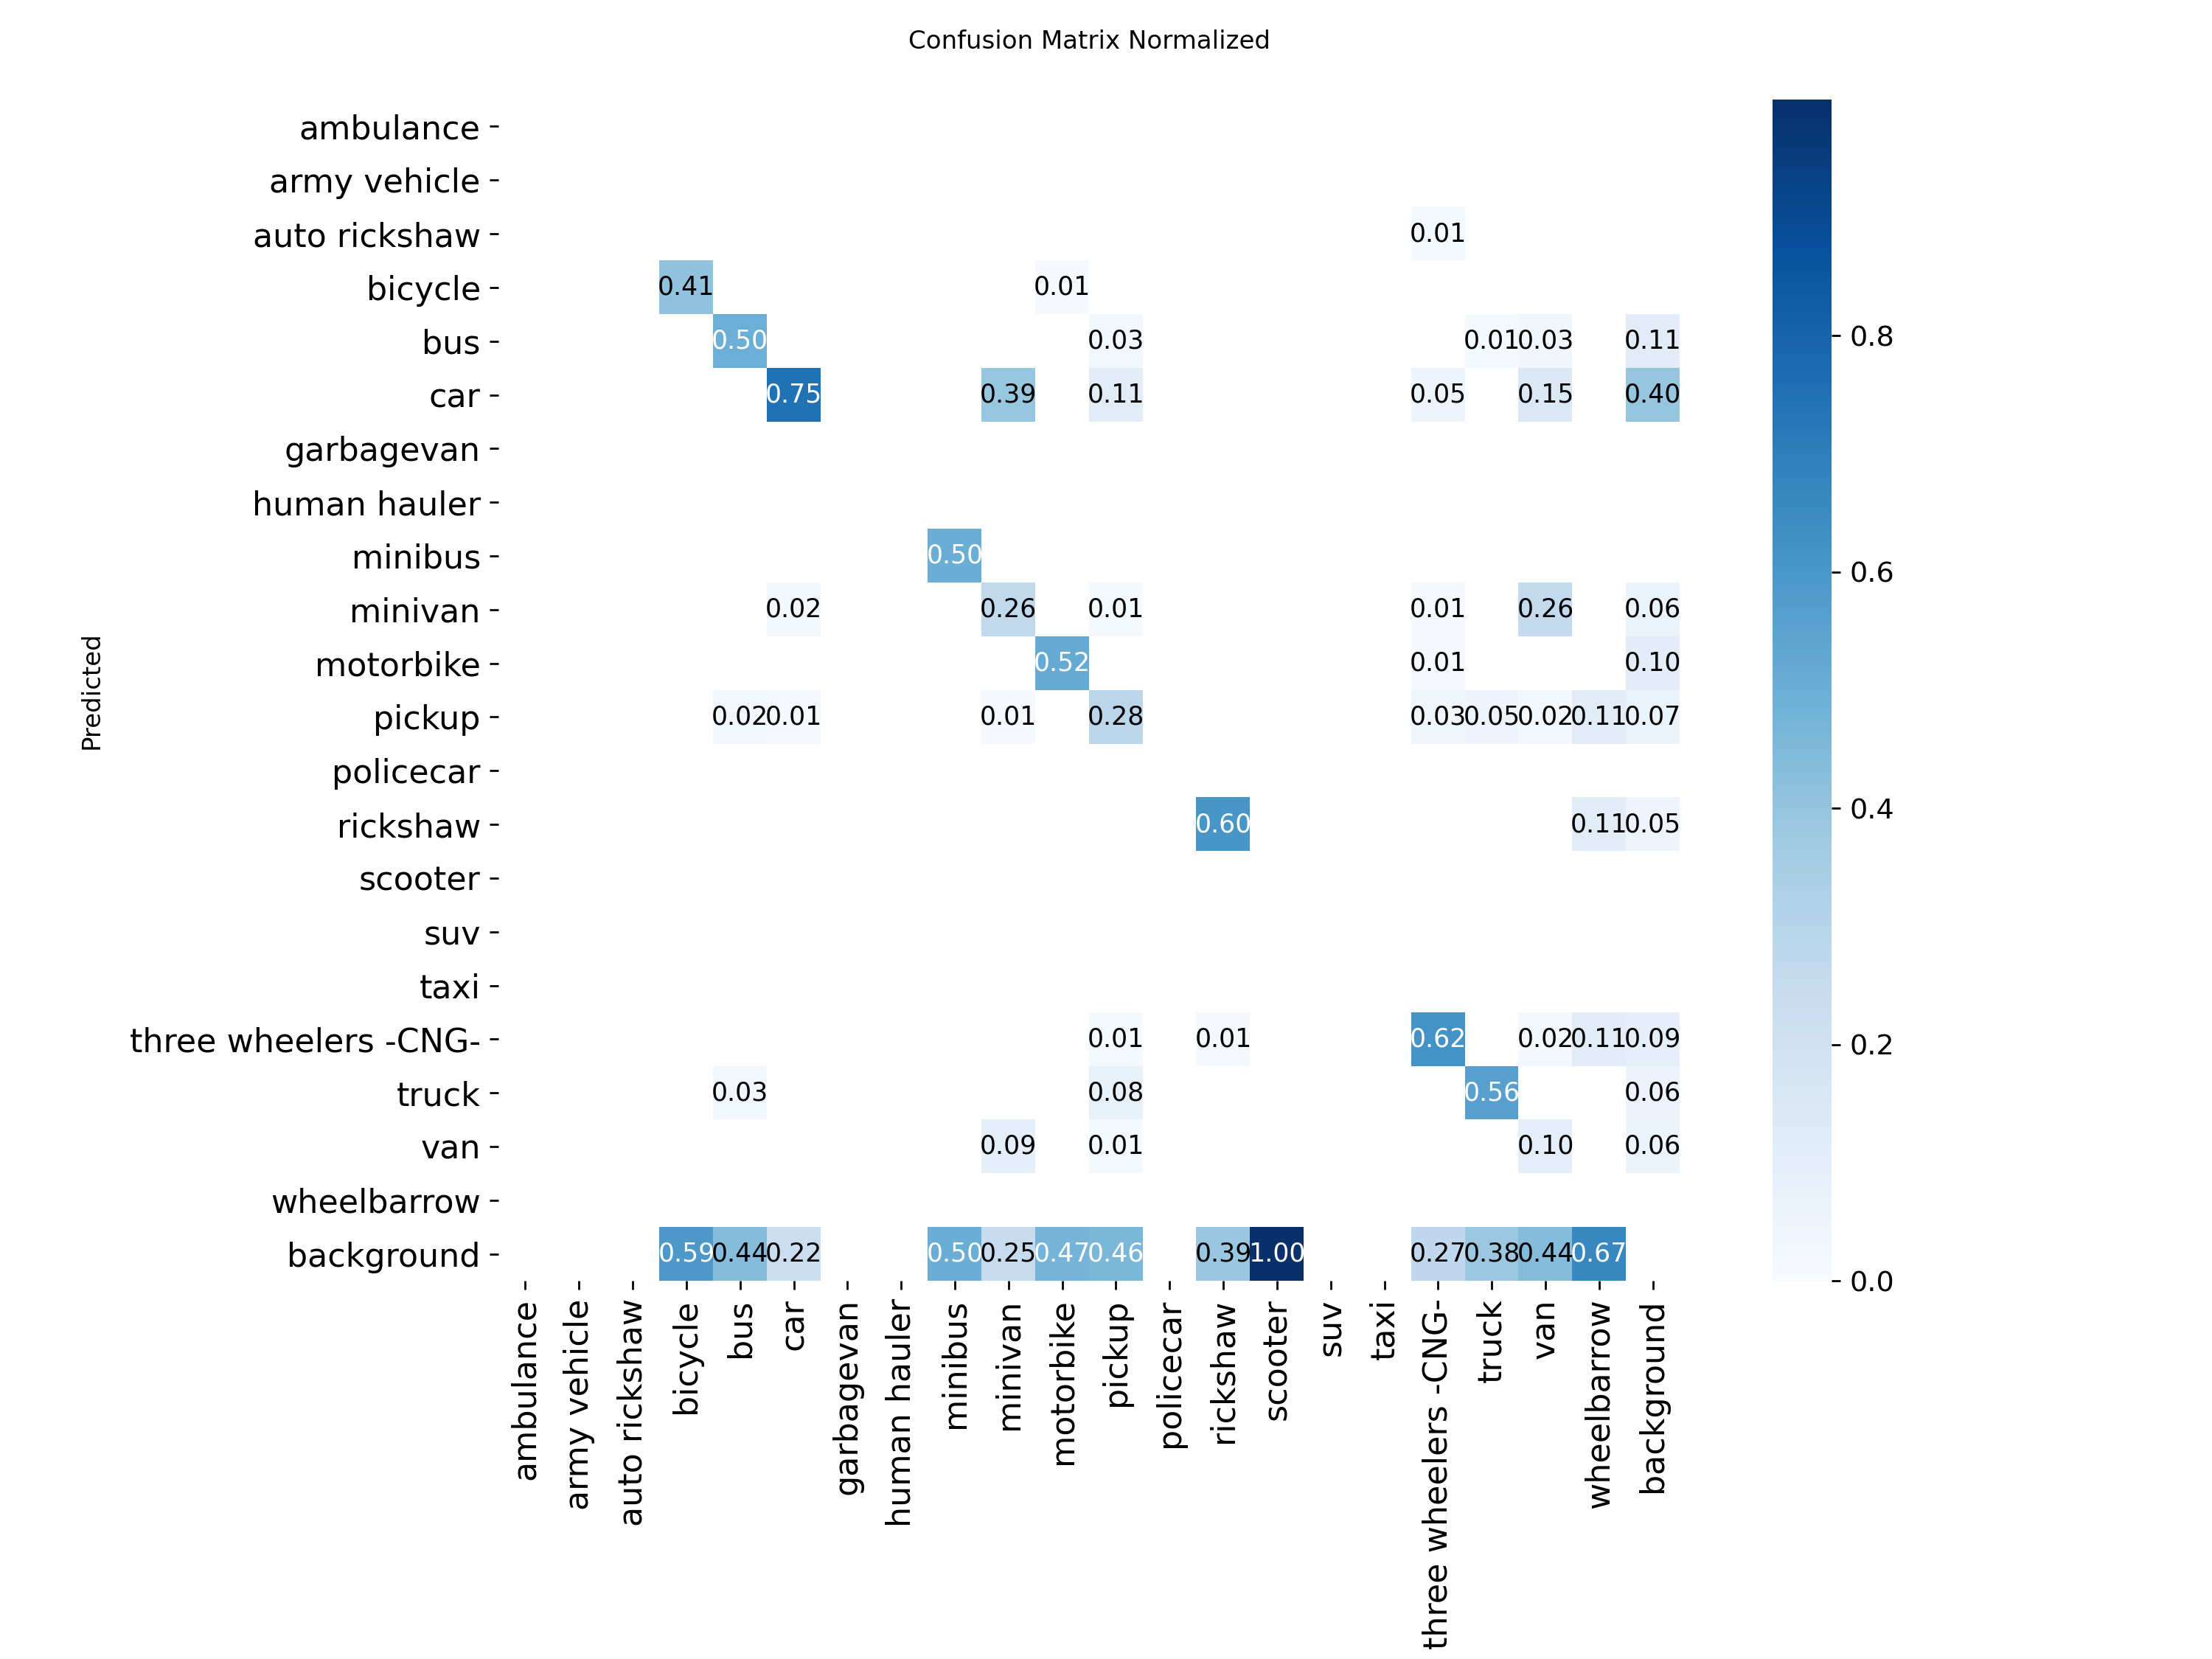 Confusion Matrix Normalized
ambulance
army vehicle
auto rickshaw 0.01
bicycle 0.41 0.01
bus 0.50 0.03 0.01 0.03 0.11
0.8
car 0.75 0.39 0.11 0.05 0.15 0.40
garbagevan
human hauler
minibus 0.50
0.6
minivan 0.02 0.26 0.01 0.01 0.26 0.06
motorbike 0.52 0.01 0.10
Predicted
pickup 0.02 0.01 0.01 0.28 0.03 0.05 0.02 0.11 0.07
policecar
0.4
rickshaw 0.60 0.11 0.05
scooter
suv
taxi
three wheelers -CNG- 0.01 0.01 0.62 0.02 0.11 0.09
0.2
truck 0.03 0.08 0.56 0.06
van 0.09 0.01 0.10 0.06
wheelbarrow
background 0.59 0.44 0.22 0.50 0.25 0.47 0.46 0.39 1.00 0.27 0.38 0.44 0.67
0.0
ambulance
army vehicle
auto rickshaw
bicycle
bus
car
garbagevan
human hauler
minibus
minivan
motorbike
pickup
policecar
rickshaw
scooter
suv
taxi
three wheelers -CNG-
truck
van
wheelbarrow
background